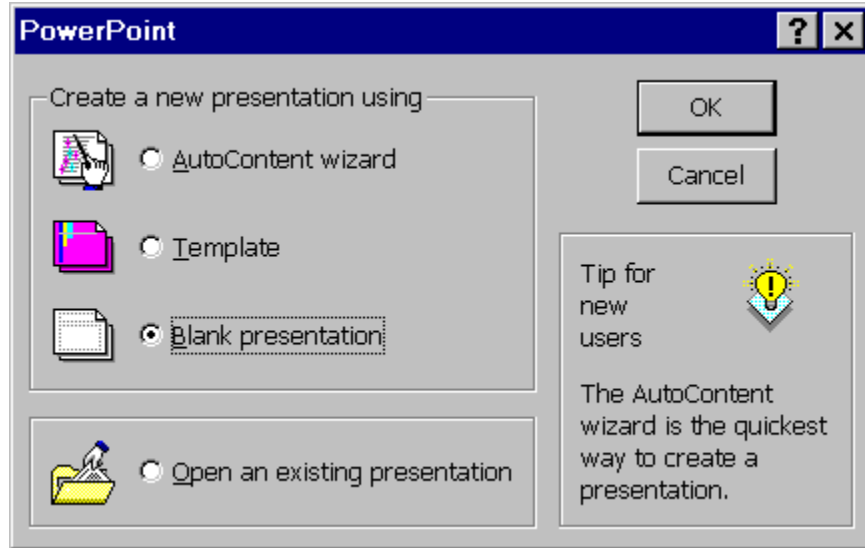 PowerPoint
Create a new presentation using
AutoContent wizard
Template
Blank presentation
Open an existing presentation
OK
Cancel
Tip for
new
users
The AutoContent
wizard is the quickest
way to create a
presentation.